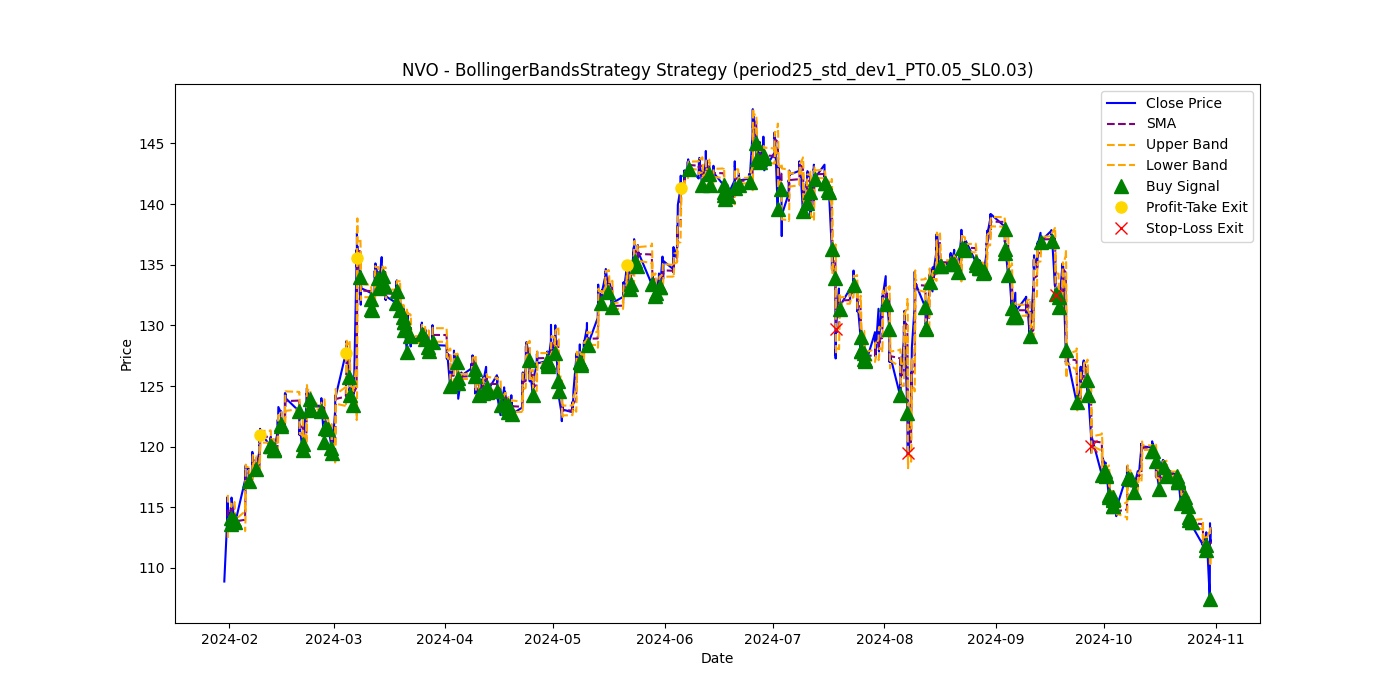 NVO - BollingerBandsStrategy Strategy (period25_std_dev1_PT0.05_SL0.03)
Close Price
SMA
Upper Band
Lower Band
Buy Signal
Profit-Take Exit
Stop-Loss Exit
Price
145
140
135
130
125
120
115
110
2024-02
2024-03
2024-04
2024-05
2024-06
2024-07
2024-08
2024-09
2024-10
2024-11
Date